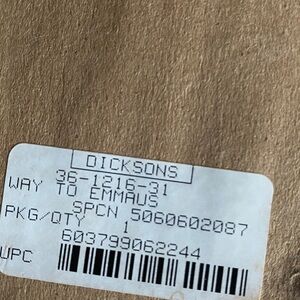 DICKSONS
36-1216-31
WAY TO EMMAUS
SPCN 5060602087
PKG/QTY 1
603799062244
UPC